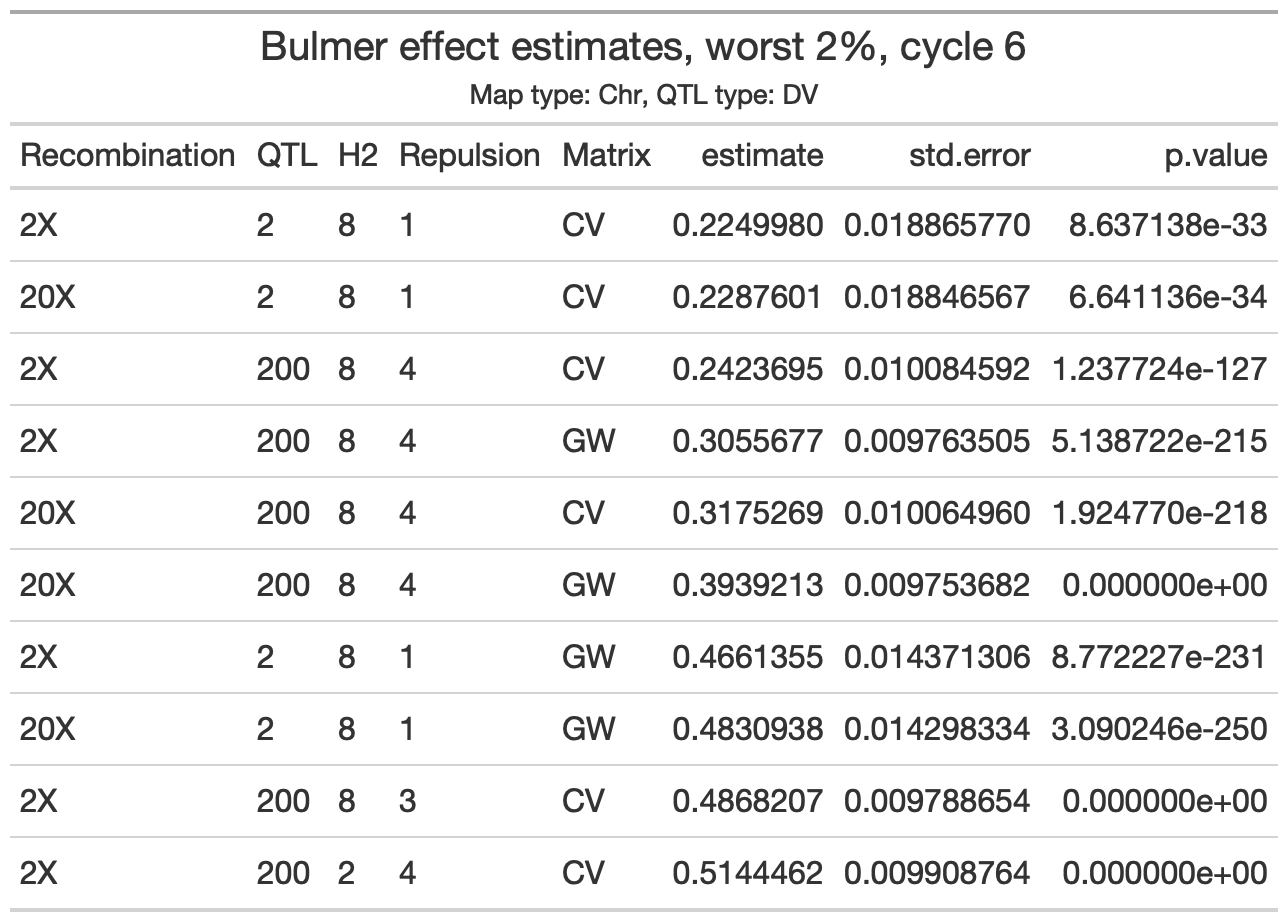 Bulmer effect estimates, worst 2%, cycle 6
Map type: Chr, QTL type: DV
Recombination QTL H2 Repulsion Matrix estimate std.error p.value
2X 2 8 1 CV 0.2249980 0.018865770 8.637138e-33
20X 2 8 1 CV 0.2287601 0.018846567 6.641136e-34
2X 200 8 4 CV 0.2423695 0.010084592 1.237724e-127
2X 200 8 4 GW 0.3055677 0.009763505 5.138722e-215
20X 200 8 4 CV 0.3175269 0.010064960 1.924770e-218
20X 200 8 4 GW 0.3939213 0.009753682 0.000000e+00
2X 2 8 1 GW 0.4661355 0.014371306 8.772227e-231
20X 2 8 1 GW 0.4830938 0.014298334 3.090246e-250
2X 200 8 3 CV 0.4868207 0.009788654 0.000000e+00
2X 200 2 4 CV 0.5144462 0.009908764 0.000000e+00